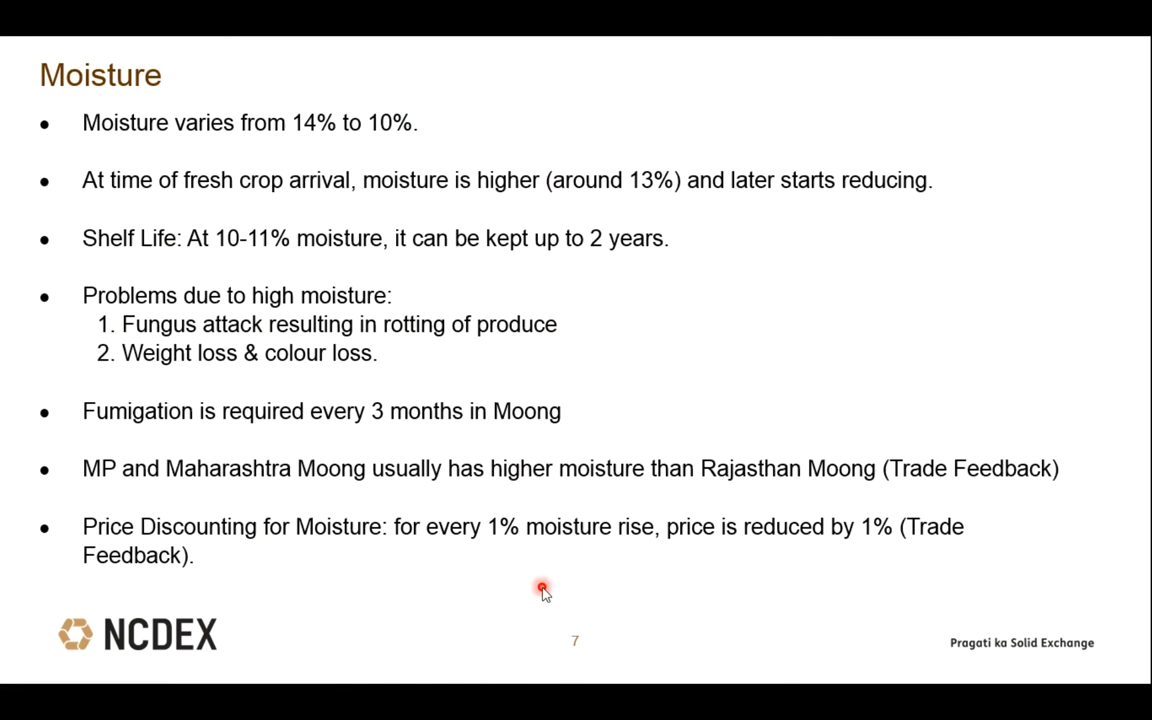 Moisture
• Moisture varies from 14% to 10%.
• At time of fresh crop arrival, moisture is higher (around 13%) and later starts reducing.
• Shelf Life: At 10-11% moisture, it can be kept up to 2 years.
• Problems due to high moisture:
1. Fungus attack resulting in rotting of produce
2. Weight loss & colour loss.
• Fumigation is required every 3 months in Moong
• MP and Maharashtra Moong usually has higher moisture than Rajasthan Moong (Trade Feedback)
• Price Discounting for Moisture: for every 1% moisture rise, price is reduced by 1% (Trade
Feedback).
NCDEX
7
Pragati ka Solid Exchange